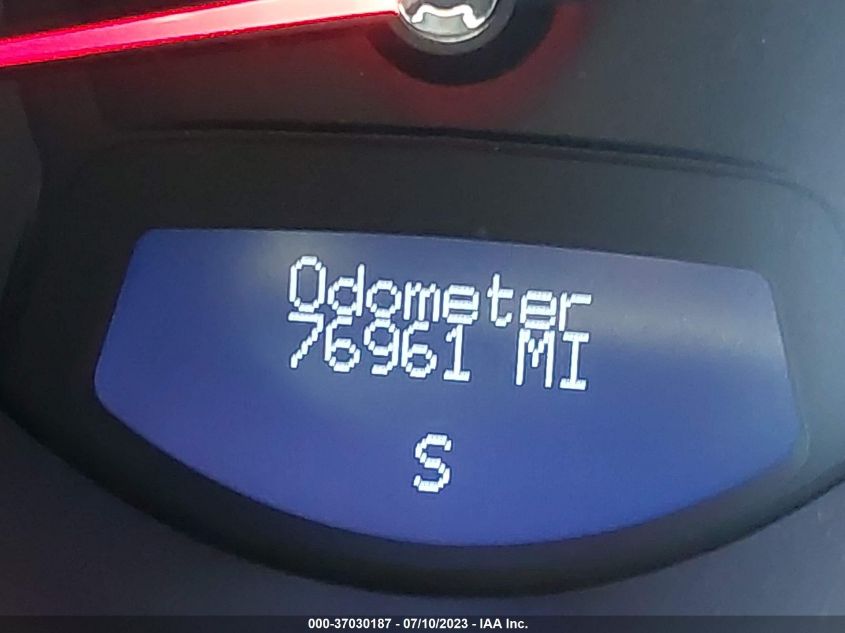 Odometer
76961 MI
S
000-37030187 - 07/10/2023 - IAA Inc.